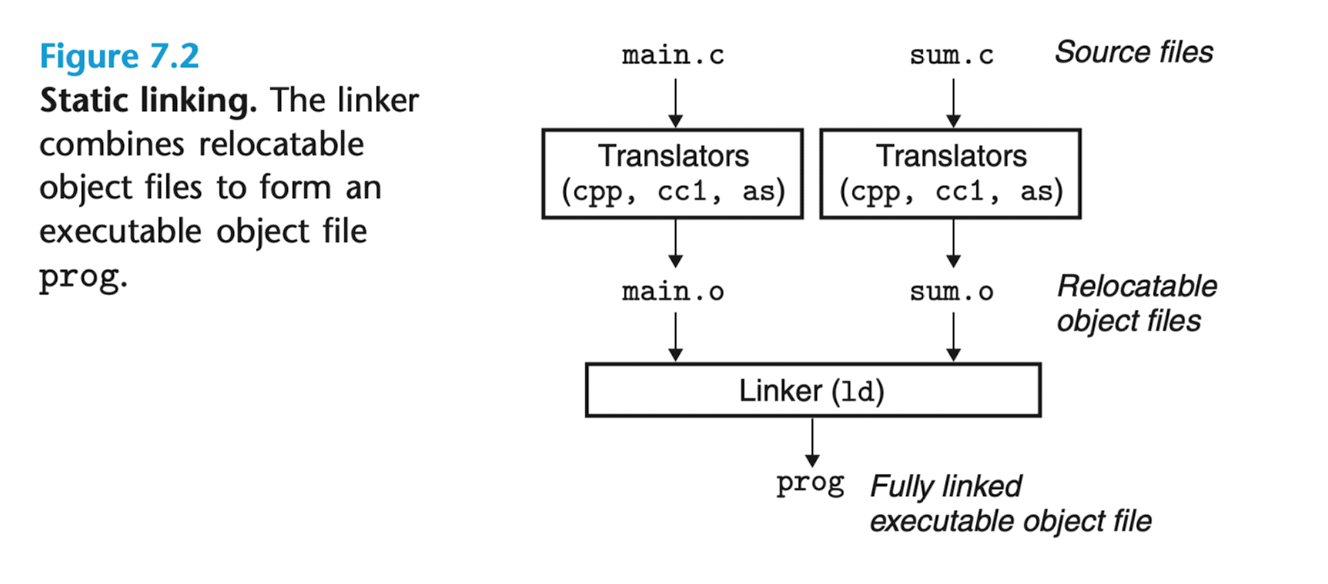 Figure 7.2
Static linking. The linker
combines relocatable
object files to form an
executable object file
prog.
main.c
sum.c
Source files
Translators
(cpp, cc1, as)
Translators
(cpp, cc1, as)
main.o
sum.o
Relocatable
object files
Linker (ld)
prog
Fully linked
executable object file